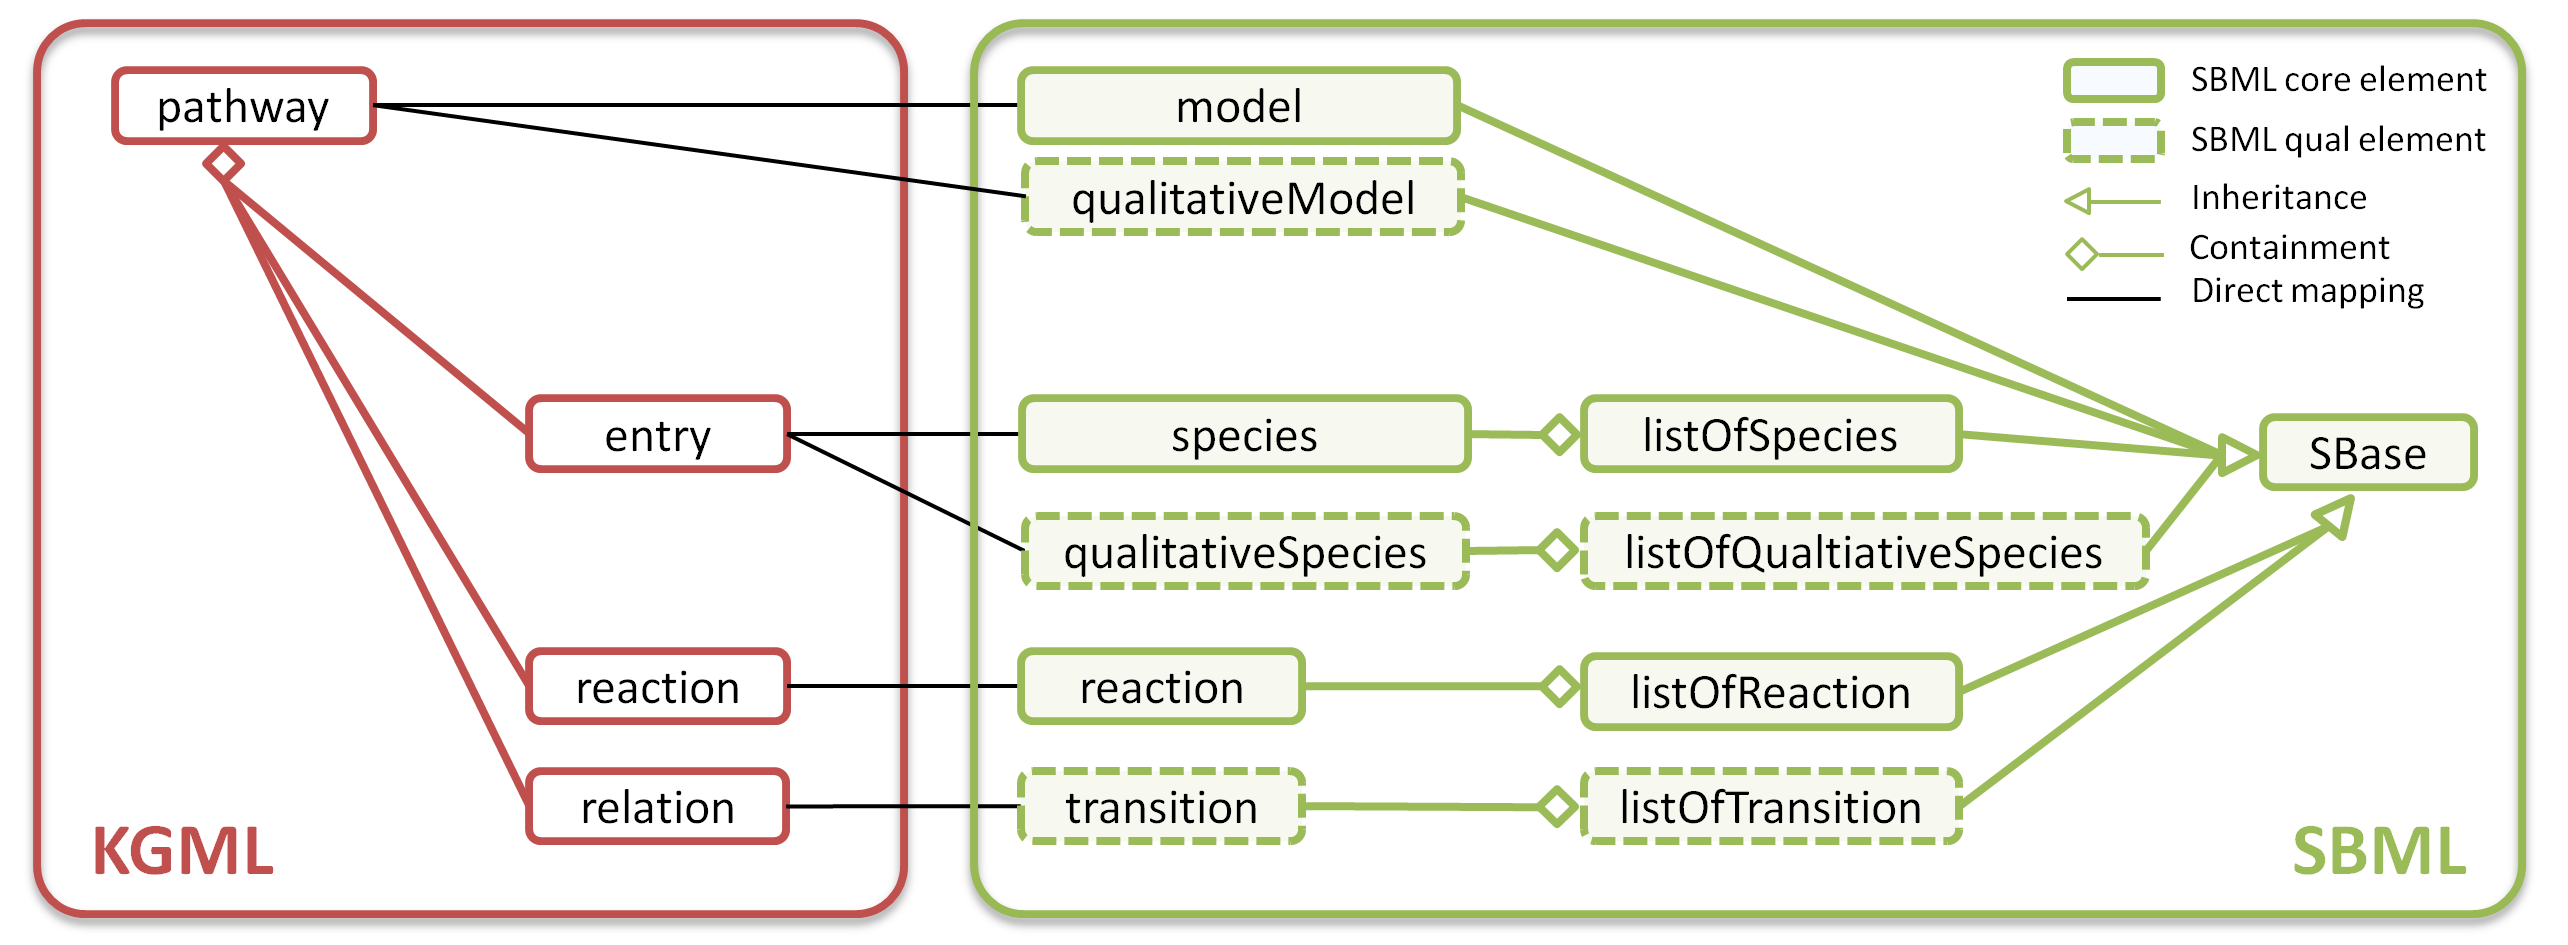 pathway
entry
reaction
relation
KGML
model
qualitativeModel
species
listOfSpecies
qualitativeSpecies
listOfQualtiativeSpecies
reaction
listOfReaction
transition
listOfTransition
SBase
SBML core element
SBML qual element
Inheritance
Containment
Direct mapping
SBML